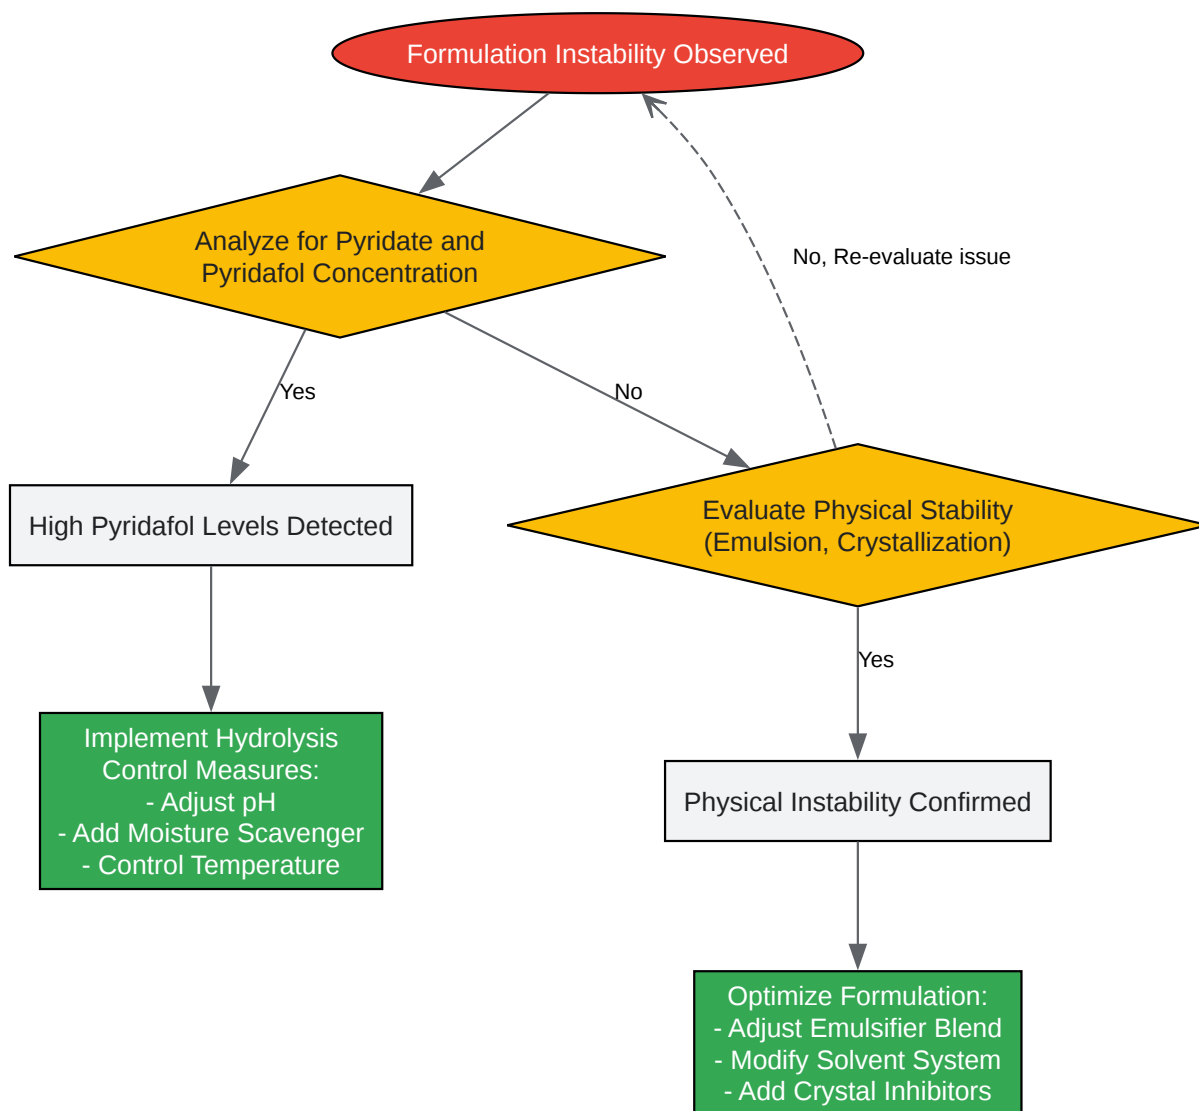 Formulation Instability Observed
Analyze for Pyridate and
Pyridafol Concentration
No, Re-evaluate issue
Yes
No
High Pyridafol Levels Detected
Evaluate Physical Stability
(Emulsion, Crystallization)
Yes
Implement Hydrolysis
Control Measures:
- Adjust pH
- Add Moisture Scavenger
- Control Temperature
Physical Instability Confirmed
Optimize Formulation:
- Adjust Emulsifier Blend
- Modify Solvent System
- Add Crystal Inhibitors